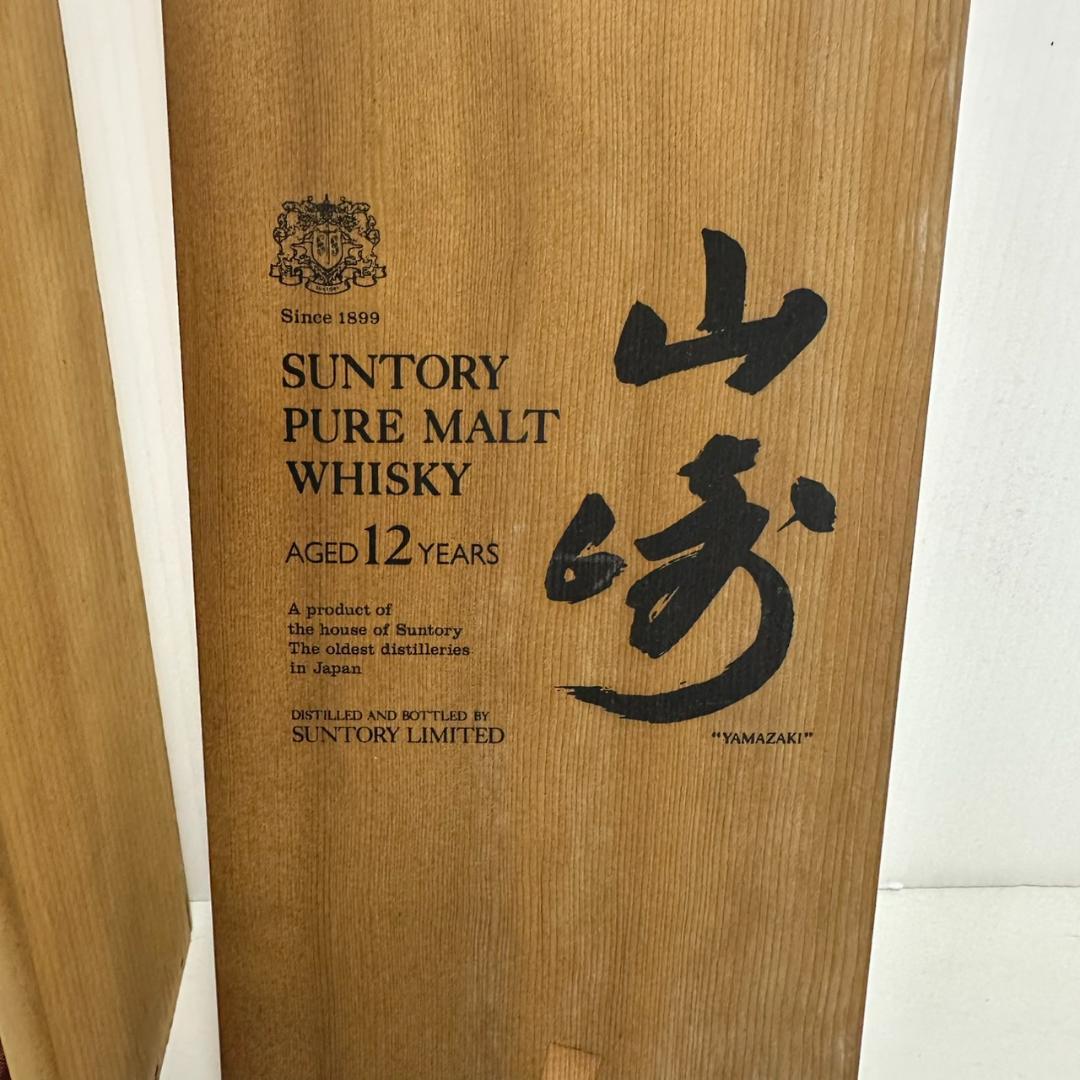 Since 1899
SUNTORY
PURE MALT
WHISKY
AGED 12 YEARS
A product of
the house of Suntory
The oldest distilleries
in Japan
DISTILLED AND BOTTLED BY
SUNTORY LIMITED
山崎
"YAMAZAKI"